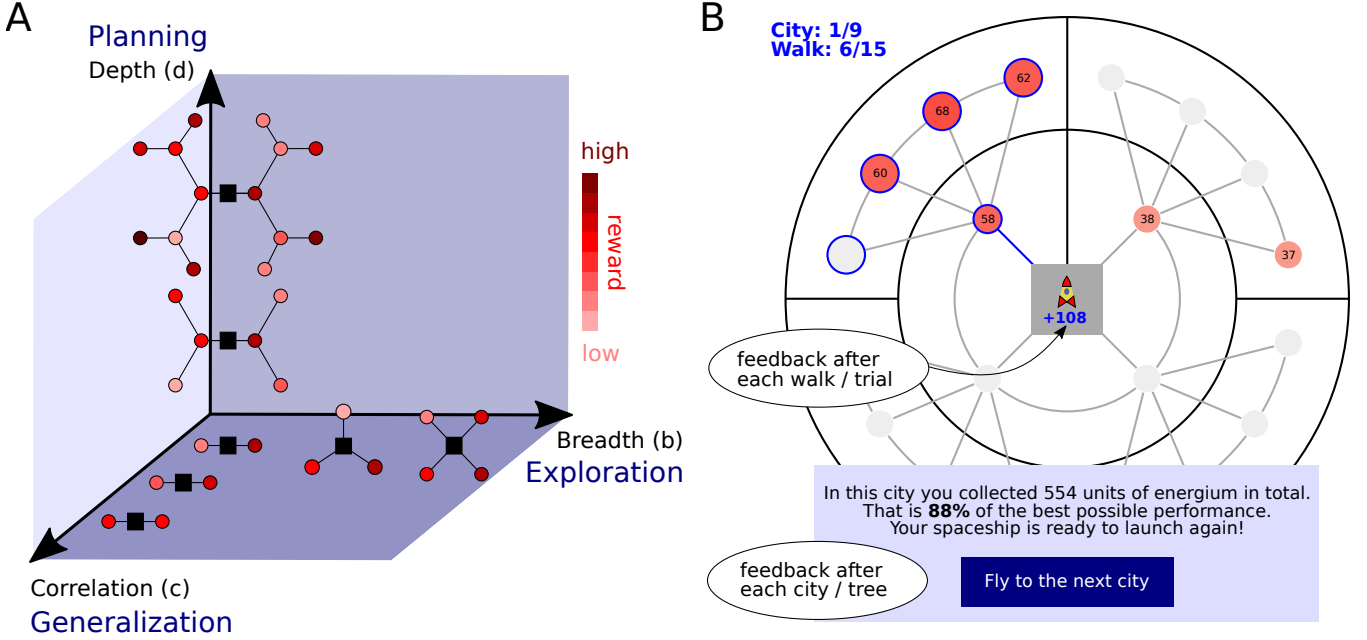 A
Planning
Depth (d)
high
reward
low
Breadth (b)
Exploration
Correlation (c)
Generalization
B
City: 1/9
Walk: 6/15
62
68
60
58
38
37
+108
feedback after
each walk / trial
In this city you collected 554 units of energium in total.
That is 88% of the best possible performance.
Your spaceship is ready to launch again!
feedback after
each city / tree
Fly to the next city